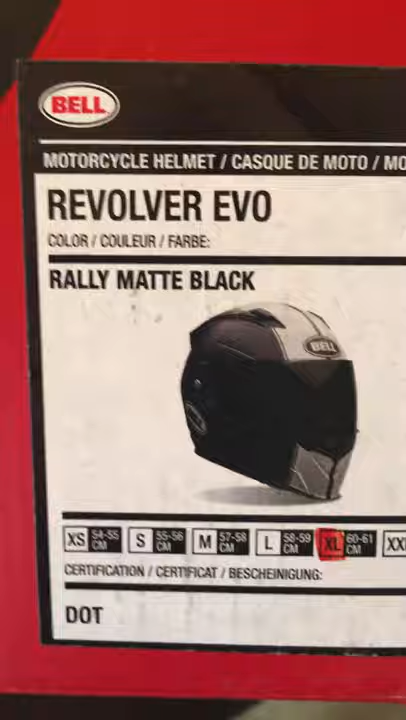 BELL
MOTORCYCLE HELMET / CASQUE DE MOTO / MO
REVOLVER EVO
COLOR / COULEUR / FARBE:
RALLY MATTE BLACK
BELL
XS 54-55 CM S 55-56 CM M 57-58 CM L 58-59 CM XL 60-61 CM XX
CERTIFICATION / CERTIFICAT / BESCHEINIGUNG:
DOT